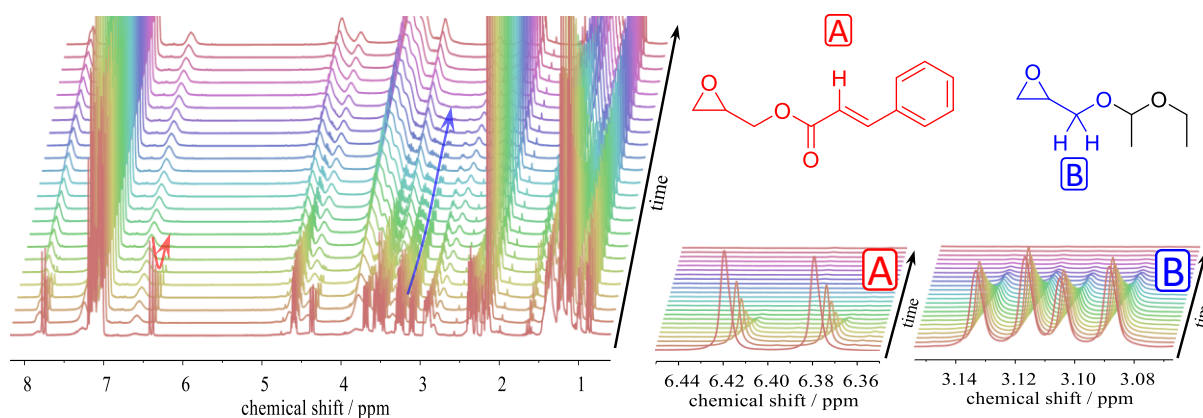 8 7 6 5 4 3 2 1
chemical shift / ppm
time
A
O
O
O
H
B
O
O
O
H H
A
time
6.44 6.42 6.40 6.38 6.36
chemical shift / ppm
B
time
3.14 3.12 3.10 3.08
chemical shift / ppm